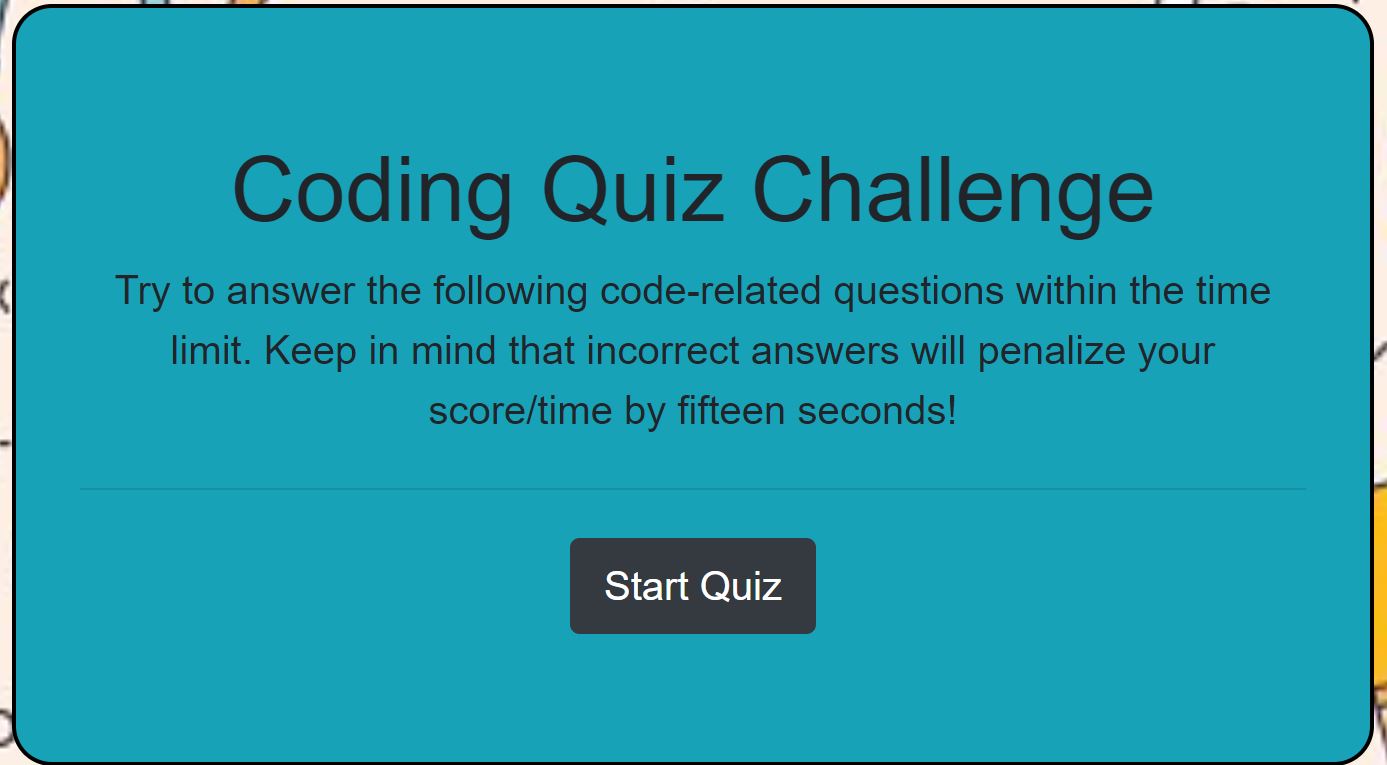 Coding Quiz Challenge
Try to answer the following code-related questions within the time
limit. Keep in mind that incorrect answers will penalize your
score/time by fifteen seconds!
Start Quiz